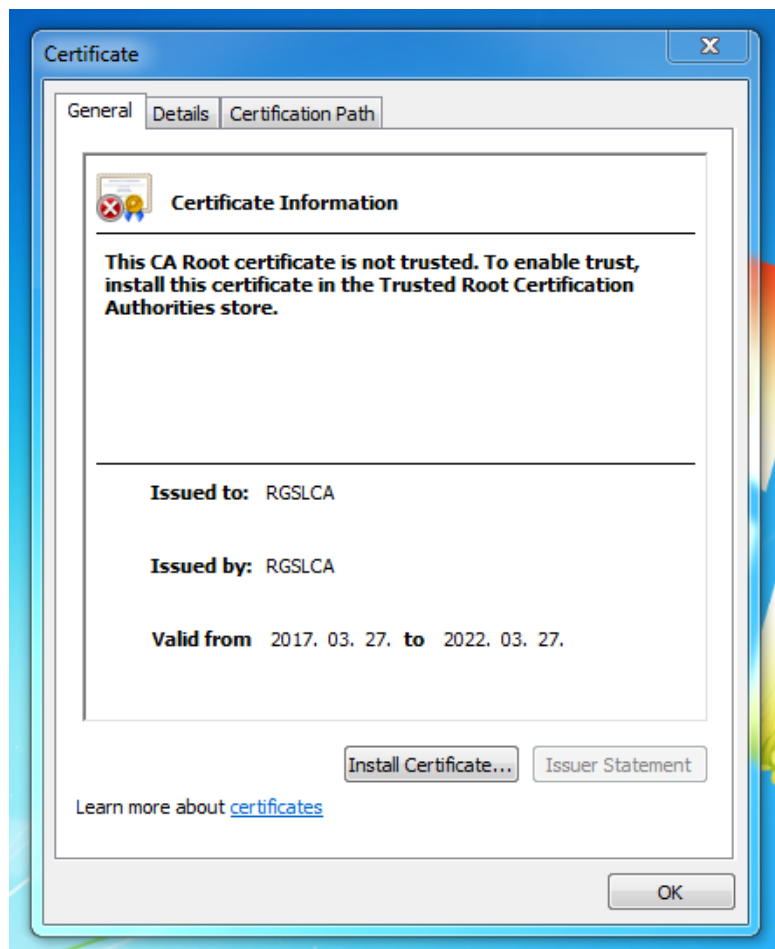 Certificate
General Details Certification Path
Certificate Information
This CA Root certificate is not trusted. To enable trust,
install this certificate in the Trusted Root Certification
Authorities store.
Issued to: RGSLCA
Issued by: RGSLCA
Valid from 2017. 03. 27. to 2022. 03. 27.
Install Certificate... Issuer Statement
Learn more about certificates
OK